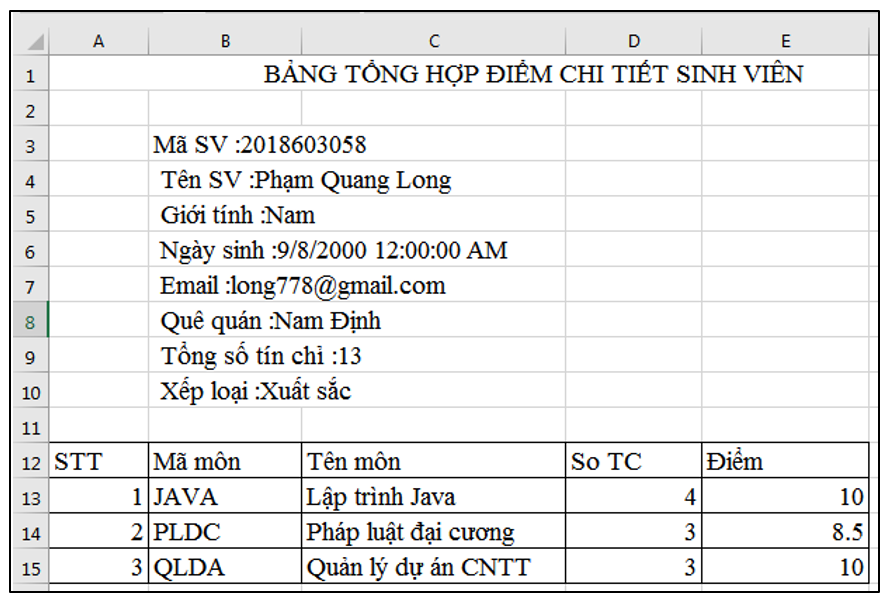 A B C D E
1 BẢNG TỔNG HỢP ĐIỂM CHI TIẾT SINH VIÊN
2
3 Mã SV :2018603058
4 Tên SV :Phạm Quang Long
5 Giới tính :Nam
6 Ngày sinh :9/8/2000 12:00:00 AM
7 Email :long778@gmail.com
8 Quê quán :Nam Định
9 Tổng số tín chỉ :13
10 Xếp loại :Xuất sắc
11
12 STT Mã môn Tên môn So TC Điểm
13 1 JAVA Lập trình Java 4 10
14 2 PLDC Pháp luật đại cương 3 8.5
15 3 QLDA Quản lý dự án CNTT 3 10